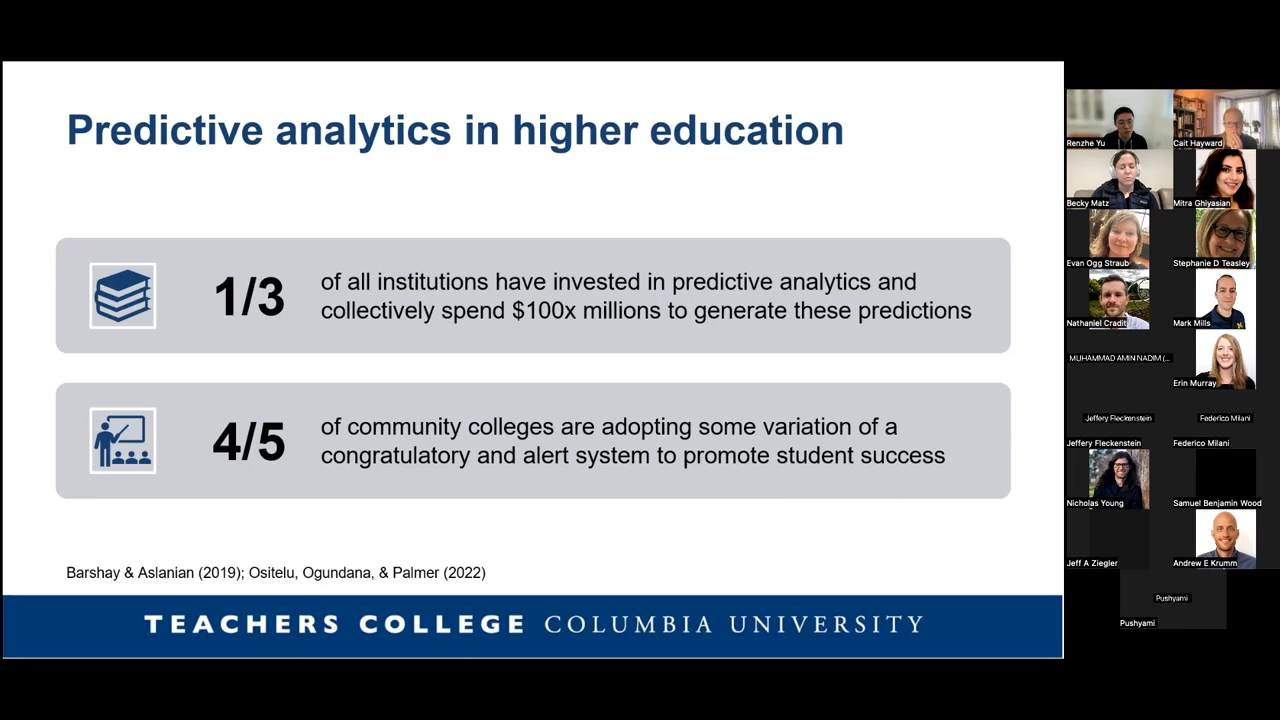 Predictive analytics in higher education
1/3
of all institutions have invested in predictive analytics and
collectively spend $100x millions to generate these predictions
4/5
of community colleges are adopting some variation of a
congratulatory and alert system to promote student success
Barshay & Aslanian (2019); Ositelu, Ogundana, & Palmer (2022)
TEACHERS COLLEGE COLUMBIA UNIVERSITY
Renzhe Yu
Cait Hayward
Becky Matz
Mitra Ghiyasian
Evan Ogg Straub
Stephanie D Teasley
Nathaniel Cradit
Mark Mills
MUHAMMAD AMIN NADIM (...
Erin Murray
Jeffery Fleckenstein
Federico Milani
Jeffery Fleckenstein
Federico Milani
Nicholas Young
Samuel Benjamin Wood
Jeff A Ziegler
Andrew E Krumm
Pushyami
Pushyami